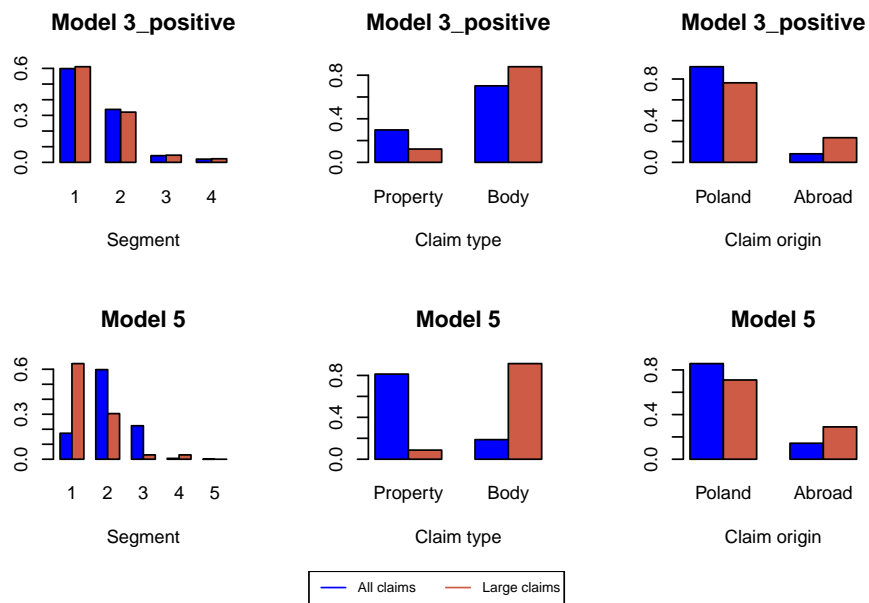 Model 3_positive
0.0 0.3 0.6
1 2 3 4
Segment
Model 3_positive
0.0 0.4 0.8
Property Body
Claim type
Model 3_positive
0.0 0.4 0.8
Poland Abroad
Claim origin
Model 5
0.0 0.3 0.6
1 2 3 4 5
Segment
Model 5
0.0 0.4 0.8
Property Body
Claim type
Model 5
0.0 0.4 0.8
Poland Abroad
Claim origin
All claims Large claims